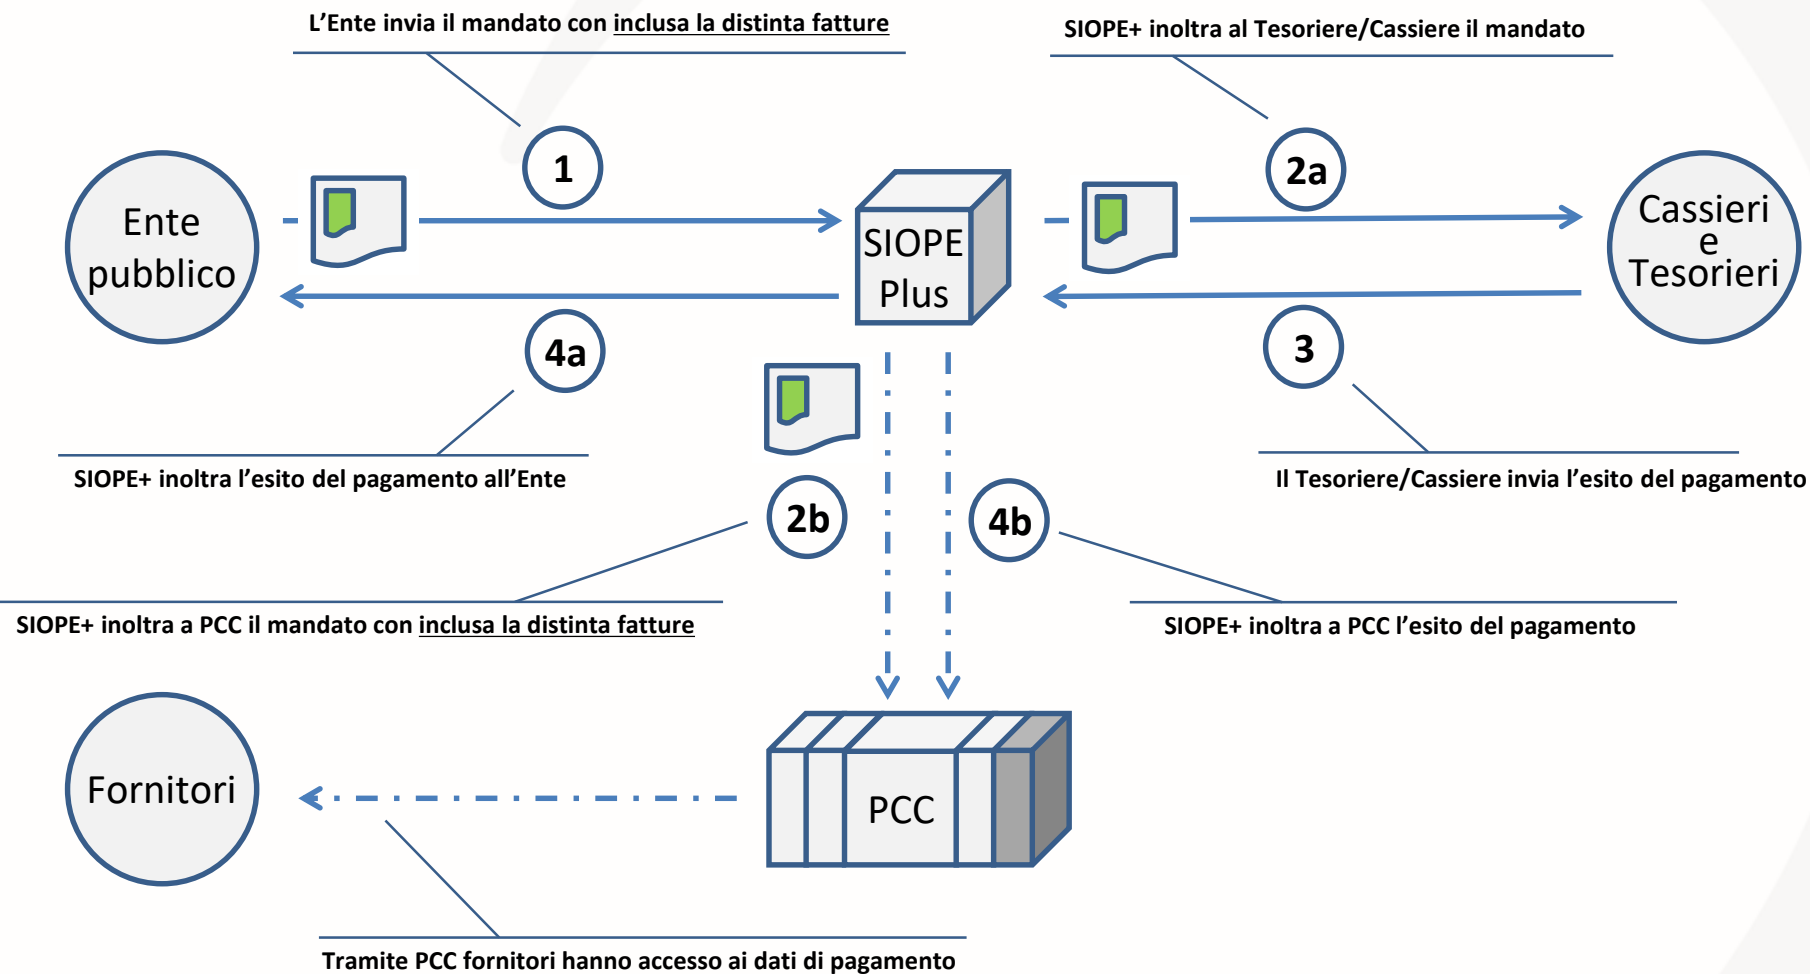 L’Ente invia il mandato con inclusa la distinta fatture
SIOPE+ inoltra al Tesoriere/Cassiere il mandato
1
2a
Ente
pubblico
SIOPE
Plus
Cassieri
e
Tesorieri
4a
3
SIOPE+ inoltra l’esito del pagamento all’Ente
Il Tesoriere/Cassiere invia l’esito del pagamento
2b
4b
SIOPE+ inoltra a PCC il mandato con inclusa la distinta fatture
SIOPE+ inoltra a PCC l’esito del pagamento
Fornitori
PCC
Tramite PCC fornitori hanno accesso ai dati di pagamento